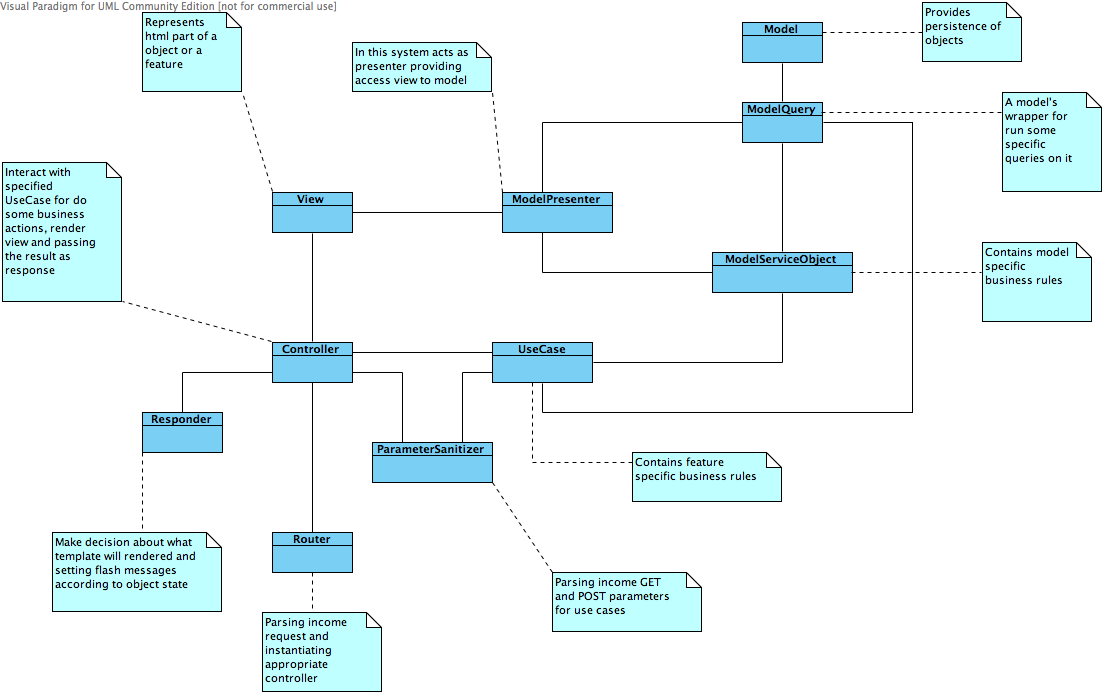 Visual Paradigm for UML Community Edition [not for commercial use]
Represents
html part of a
object or a
feature
In this system acts as
presenter providing
access view to model
Model
Provides
persistence of
objects
ModelQuery
A model's
wrapper for
run some
specific
queries on it
Interact with
specified
UseCase for do
some business
actions, render
view and passing
the result as
response
View
ModelPresenter
ModelServiceObject
Contains model
specific
business rules
Controller
UseCase
Responder
ParameterSanitizer
Contains feature
specific business rules
Make decision about what
template will rendered and
setting flash messages
according to object state
Router
Parsing income GET
and POST parameters
for use cases
Parsing income
request and
instantiating
appropriate
controller